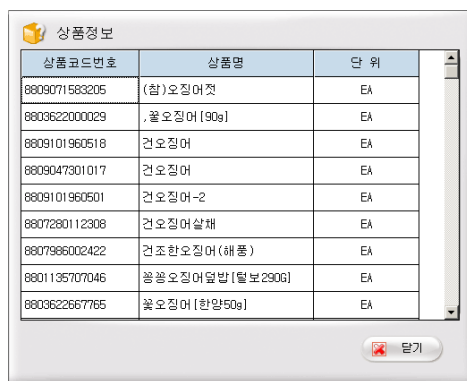 상품정보
상품코드번호 상품명 단 위
8809071583205 (참)오징어젓 EA
8803622000029 ,꽃오징어[90g] EA
8809101960518 건오징어 EA
8809047301017 건오징어 EA
8809101960501 건오징어-2 EA
8807280112308 건오징어살채 EA
8807986002422 건조한오징어(해풍) EA
8801135707046 꽁꽁오징어덮밥[털보290G] EA
8803622667765 꽃오징어[한양50g] EA
닫기